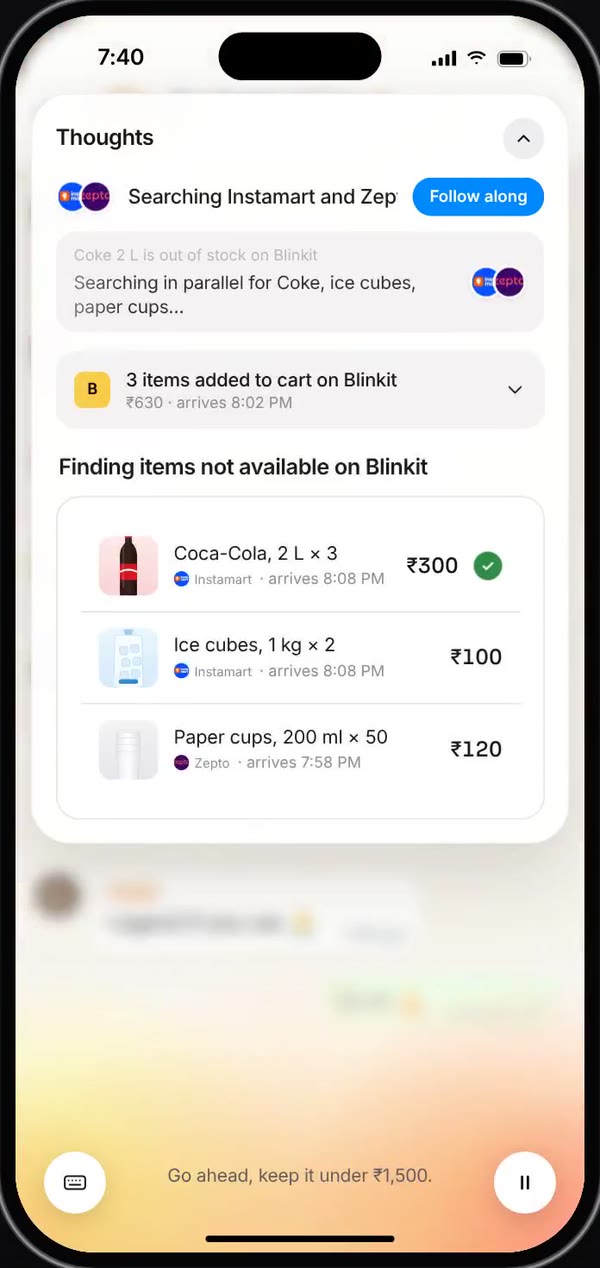 7:40
Thoughts
Searching Instamart and Zep
Follow along
Coke 2 L is out of stock on Blinkit
Searching in parallel for Coke, ice cubes,
paper cups...
zepto
B
3 items added to cart on Blinkit
₹630 · arrives 8:02 PM
Finding items not available on Blinkit
Coca-Cola, 2 L × 3
₹300
Instamart · arrives 8:08 PM
Ice cubes, 1 kg × 2
₹100
Instamart · arrives 8:08 PM
Paper cups, 200 ml × 50
₹120
Zepto · arrives 7:58 PM
Go ahead, keep it under ₹1,500.